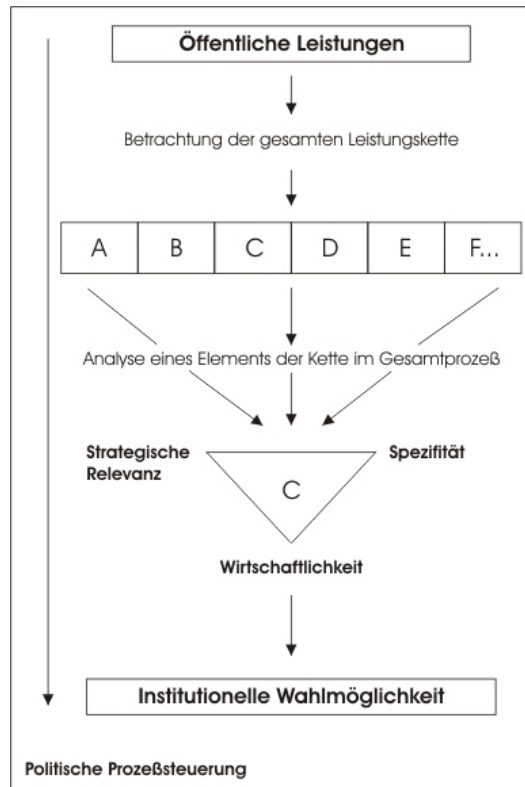 Öffentliche Leistungen
Betrachtung der gesamten Leistungskette
A B C D E F...
Analyse eines Elements der Kette im Gesamtprozeß
Strategische
Relevanz
Spezifität
C
Wirtschaftlichkeit
Institutionelle Wahlmöglichkeit
Politische Prozeßsteuerung